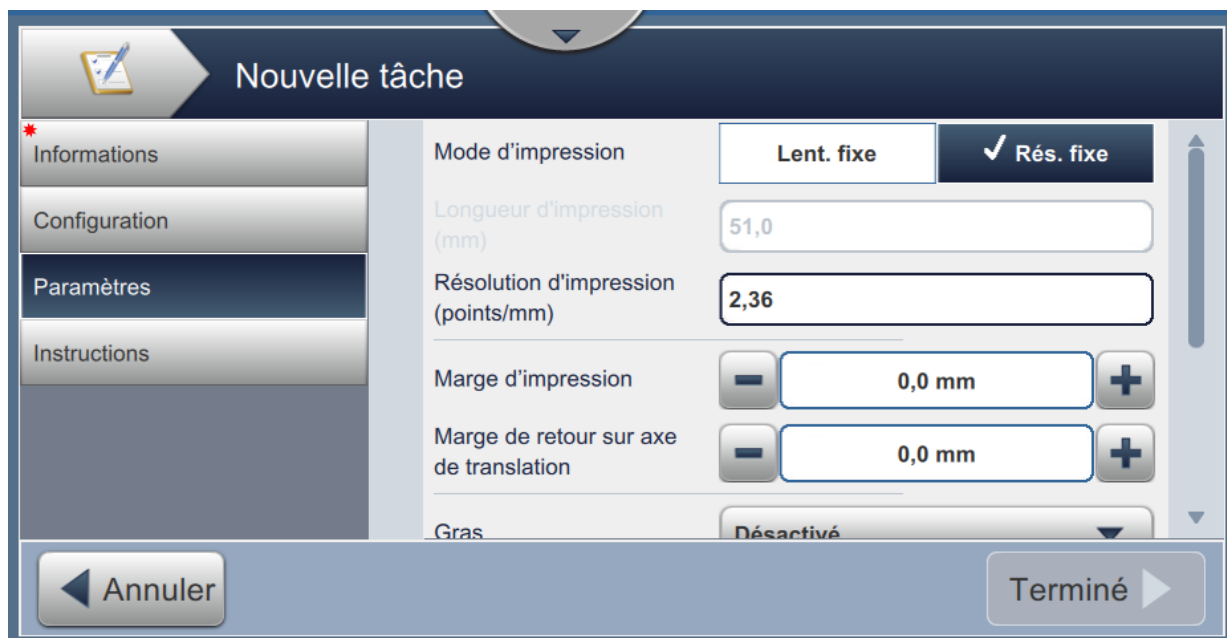 Nouvelle tâche
Informations
Configuration
Paramètres
Instructions
Mode d’impression
Lent. fixe
Rés. fixe
Longueur d'impression
(mm)
51,0
Résolution d'impression
(points/mm)
2,36
Marge d’impression
0,0 mm
Marge de retour sur axe
de translation
0,0 mm
Gras
Désactivé
Annuler
Terminé